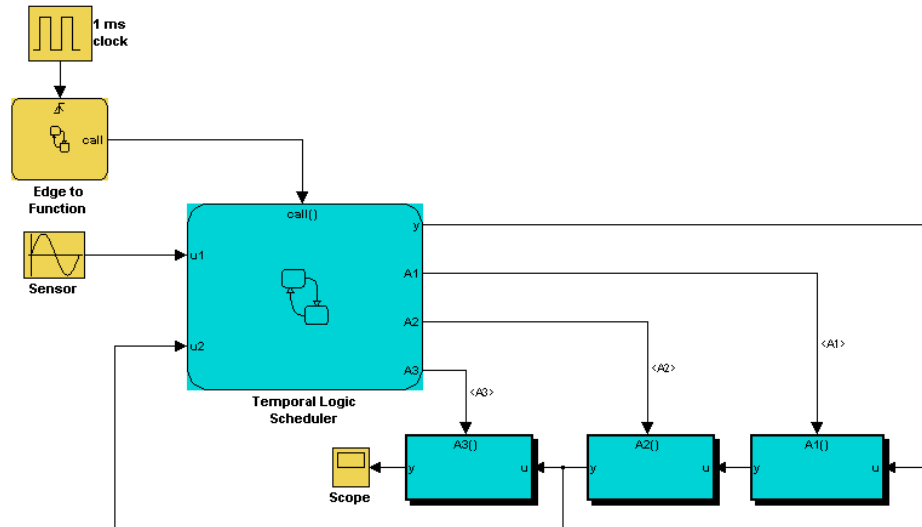 1 ms
clock
call
Edge to
Function
call()
u1
u2
y
A1
A2
A3
Sensor
Temporal Logic
Scheduler
<A3>
<A2>
<A1>
Scope
A3()
y
u
A2()
y
u
A1()
y
u